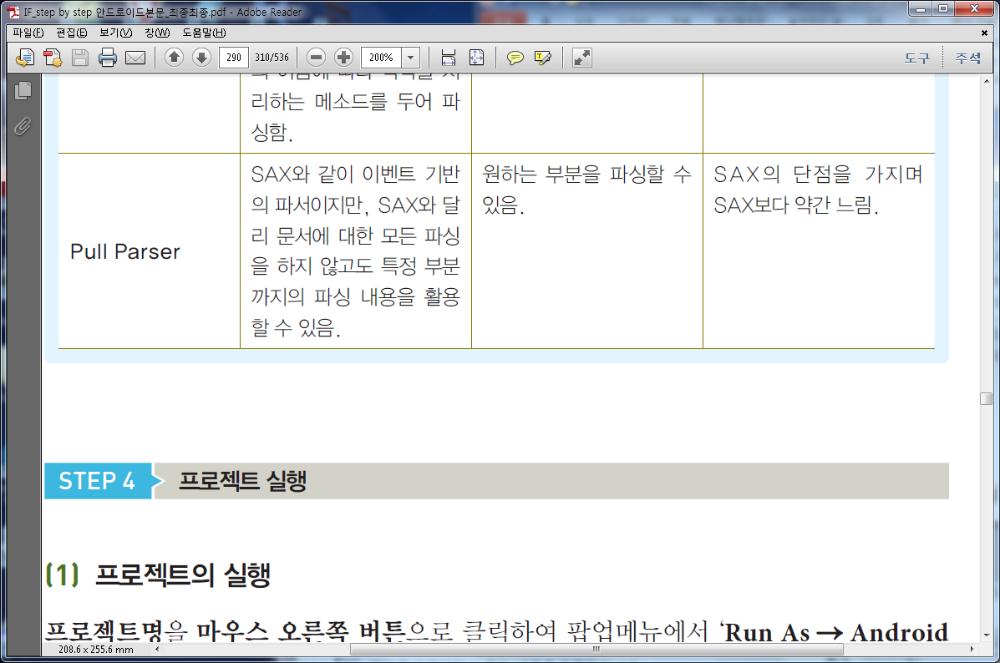 IF_step by step 안드로이드본문_최종최종.pdf - Adobe Reader
파일(F) 편집(E) 보기(V) 창(W) 도움말(H)
290 310/536 200% 도구 주석
리하는 메소드를 두어 파
싱함.
Pull Parser
SAX와 같이 이벤트 기반
의 파서이지만, SAX와 달
리 문서에 대한 모든 파싱
을 하지 않고도 특정 부분
까지의 파싱 내용을 활용
할 수 있음.
원하는 부분을 파싱할 수
있음.
SAX의 단점을 가지며
SAX보다 약간 느림.
STEP 4 프로젝트 실행
(1) 프로젝트의 실행
프로젝트명을 마우스 오른쪽 버튼으로 클릭하여 팝업메뉴에서 ‘Run As → Android
208.6 x 255.6 mm